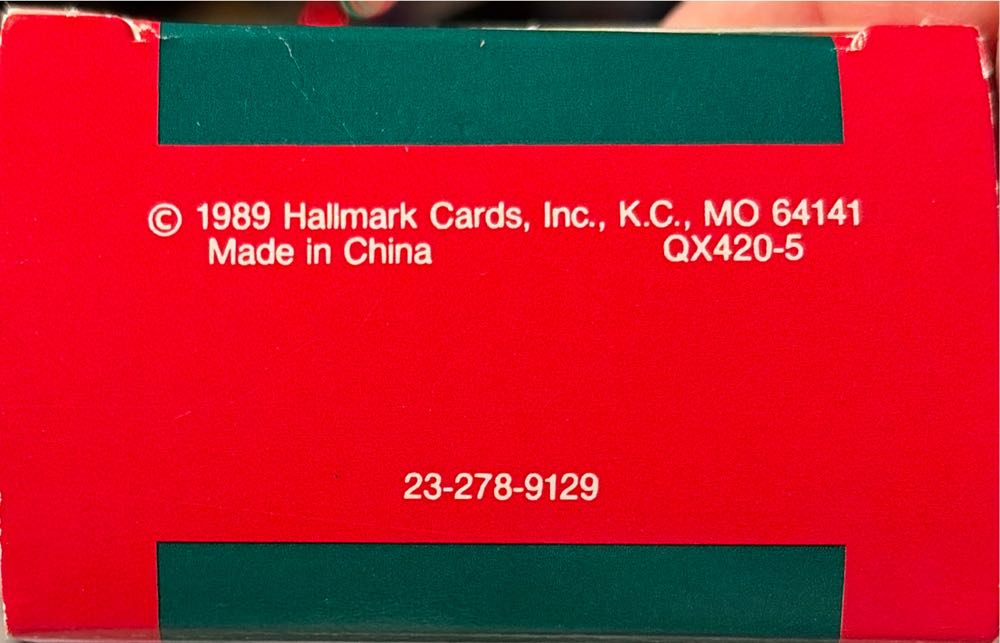 © 1989 Hallmark Cards, Inc., K.C., MO 64141
Made in China QX420-5
23-278-9129